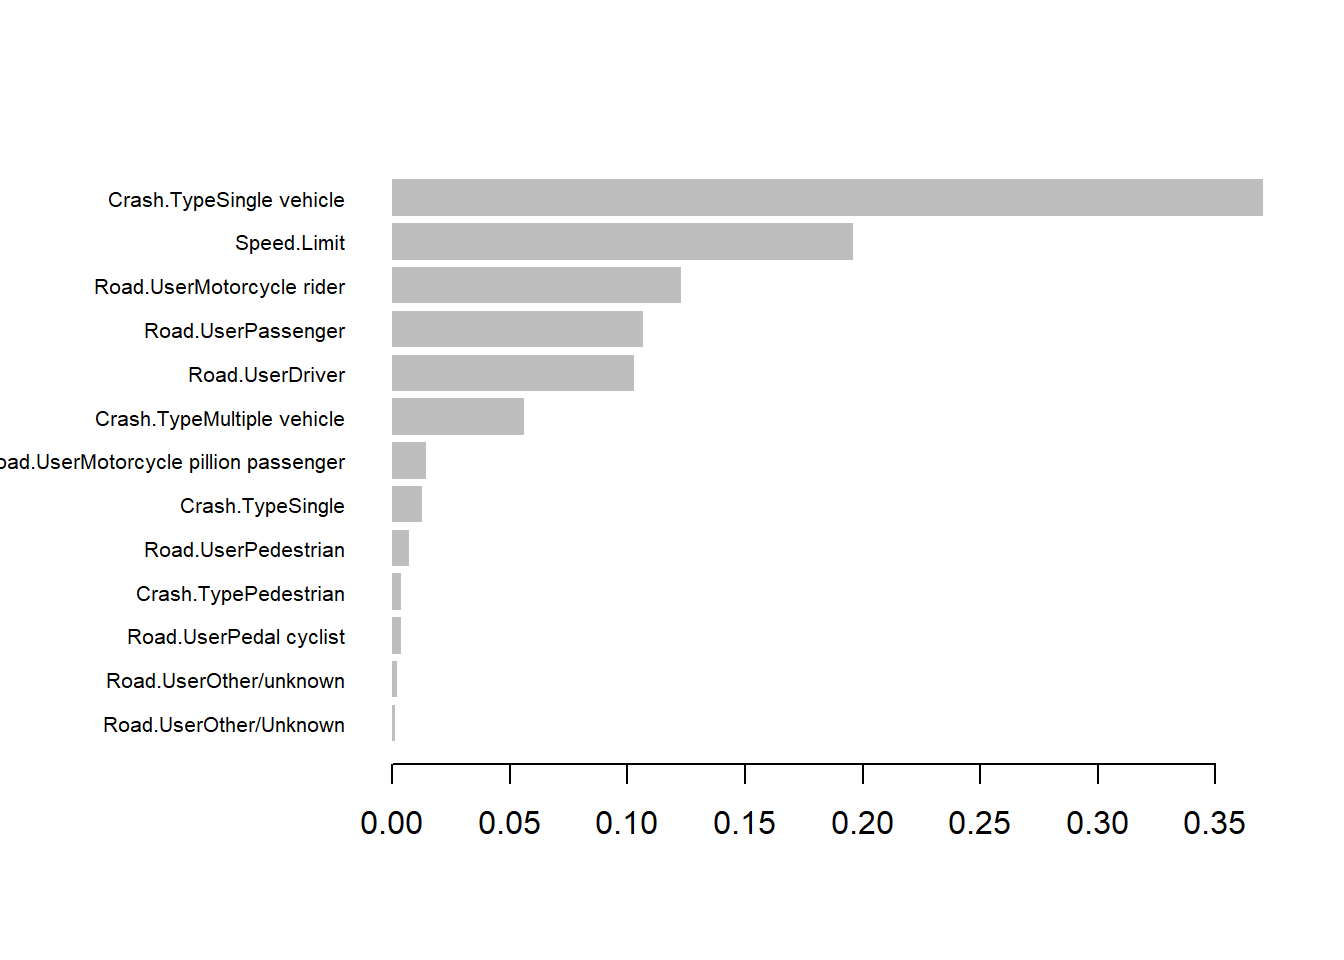 Crash.TypeSingle vehicle
Speed.Limit
Road.UserMotorcycle rider
Road.UserPassenger
Road.UserDriver
Crash.TypeMultiple vehicle
oad.UserMotorcycle pillion passenger
Crash.TypeSingle
Road.UserPedestrian
Crash.TypePedestrian
Road.UserPedal cyclist
Road.UserOther/unknown
Road.UserOther/Unknown
0.00 0.05 0.10 0.15 0.20 0.25 0.30 0.35